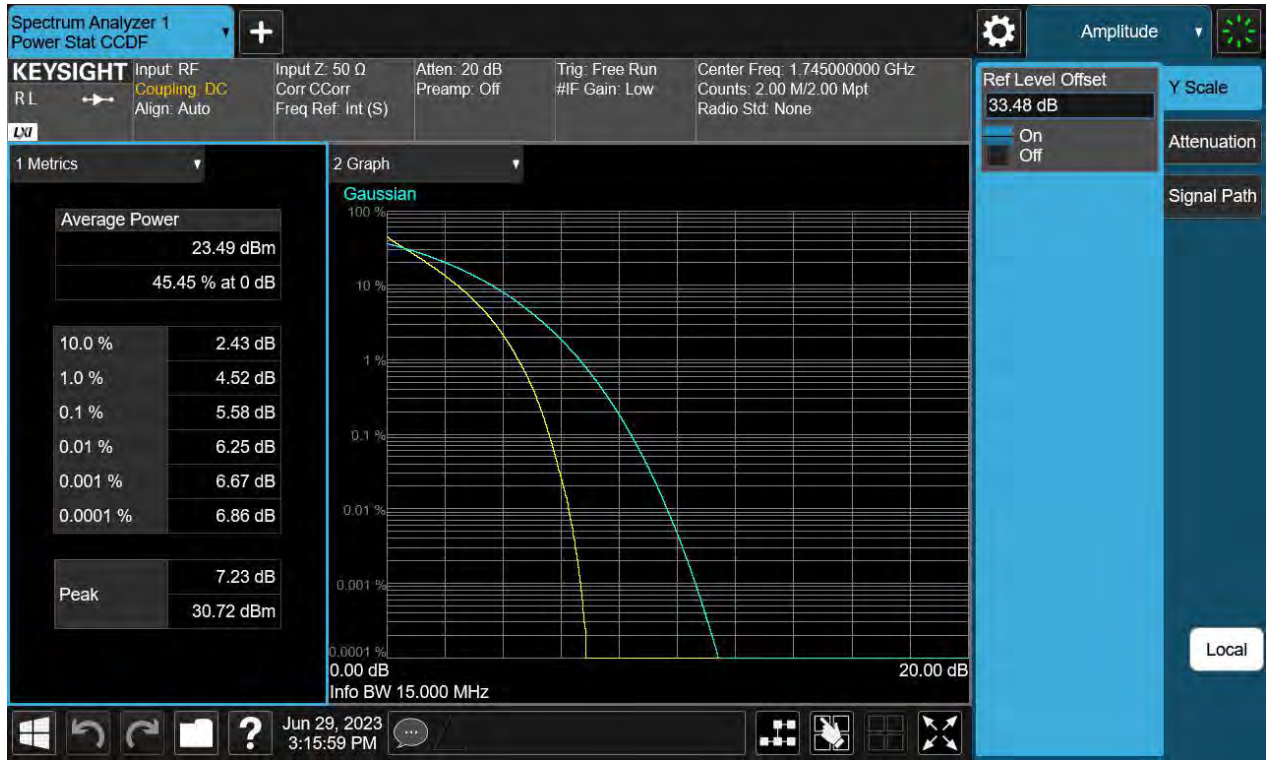 Spectrum Analyzer 1
Power Stat CCDF
+
Amplitude
KEYSIGHT
RL
LXI
Input: RF
Coupling: DC
Align: Auto
Input Z: 50 Ω
Corr CCorr
Freq Ref: Int (S)
Atten: 20 dB
Preamp: Off
Trig: Free Run
#IF Gain: Low
Center Freq: 1.745000000 GHz
Counts: 2.00 M/2.00 Mpt
Radio Std: None
Ref Level Offset
33.48 dB
On
Off
Y Scale
Attenuation
Signal Path
Local
1 Metrics
Average Power
23.49 dBm
45.45 % at 0 dB
10.0 % 2.43 dB
1.0 % 4.52 dB
0.1 % 5.58 dB
0.01 % 6.25 dB
0.001 % 6.67 dB
0.0001 % 6.86 dB
Peak
7.23 dB
30.72 dBm
2 Graph
Gaussian
100 %
10 %
1 %
0.1 %
0.01 %
0.001 %
0.0001 %
0.00 dB 20.00 dB
Info BW 15.000 MHz
?
Jun 29, 2023
3:15:59 PM